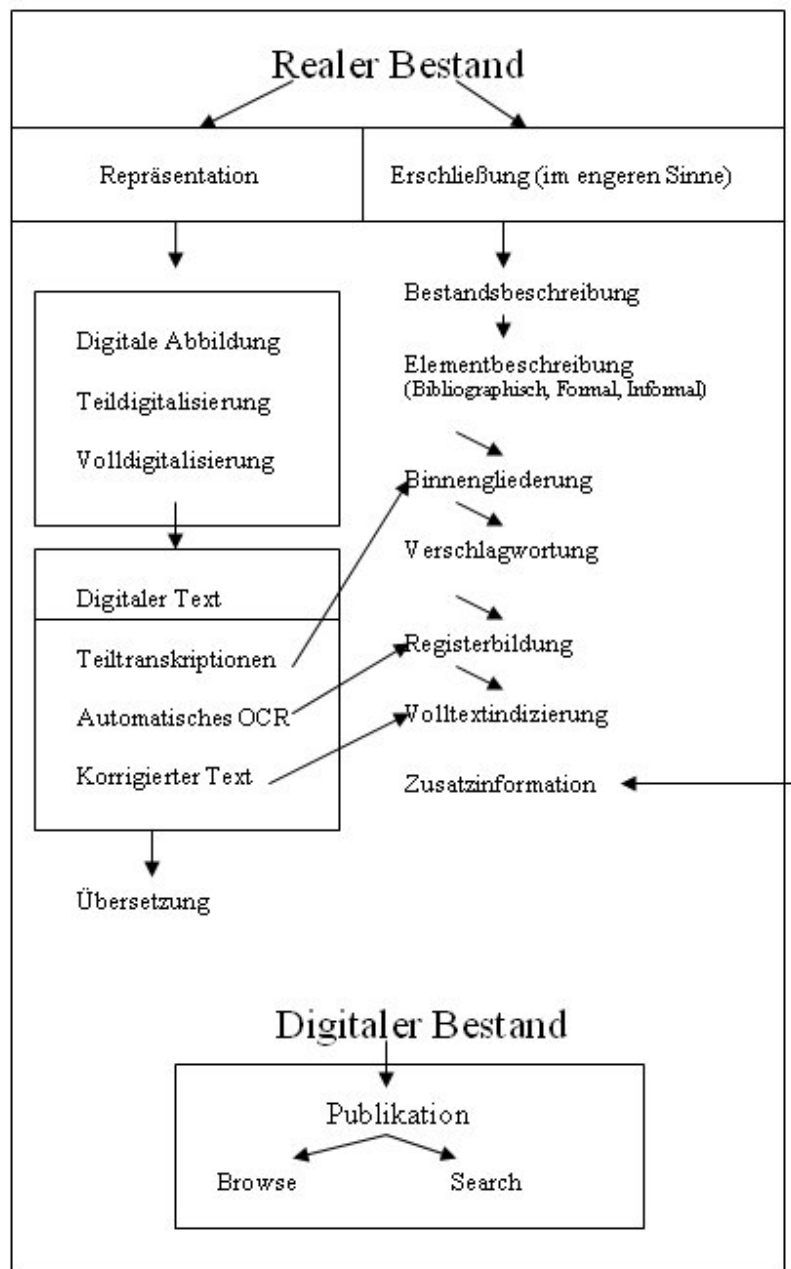 Realer Bestand
Repräsentation
Erschließung (im engeren Sinne)
Digitale Abbildung
Teildigitalisierung
Volldigitalisierung
Digitaler Text
Teiltranskriptionen
Automatisches OCR
Korrigierter Text
Übersetzung
Bestandsbeschreibung
Elementbeschreibung
(Bibliographisch, Formal, Informal)
Binnengliederung
Verschlagwortung
Registerbildung
Volltextindizierung
Zusatzinformation
Digitaler Bestand
Publikation
Browse
Search